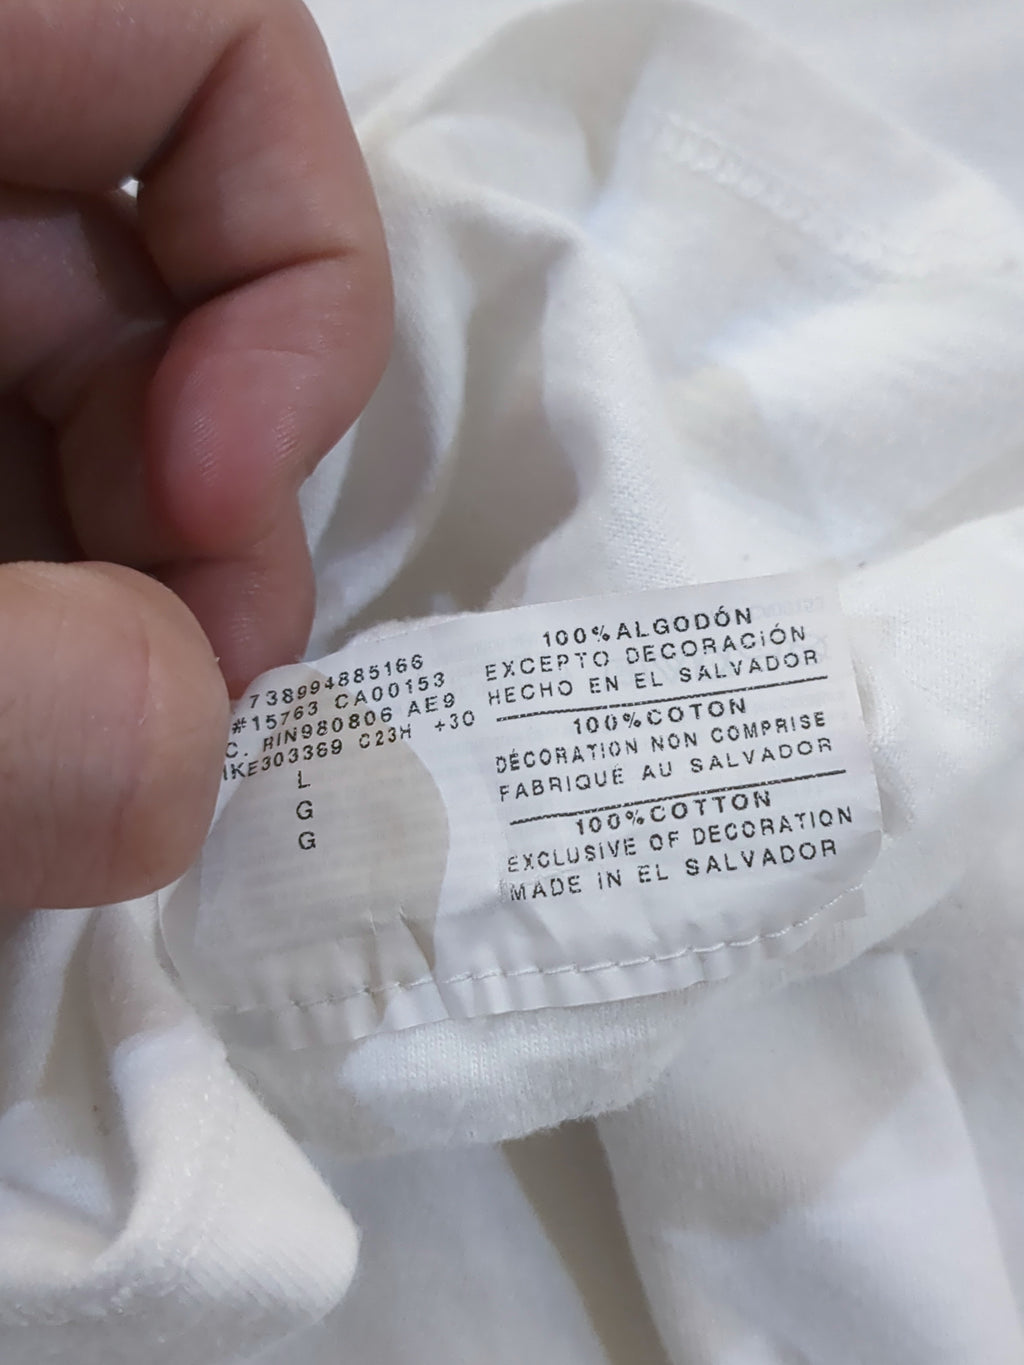 738994885166
#15763 CA00153
C. RIN980806 AE9
IKE303369 C23H +30
L
G
G
100% ALGODÓN
EXCEPTO DECORACIÓN
HECHO EN EL SALVADOR
100% COTON
DÉCORATION NON COMPRISE
FABRIQUÉ AU SALVADOR
100% COTTON
EXCLUSIVE OF DECORATION
MADE IN EL SALVADOR